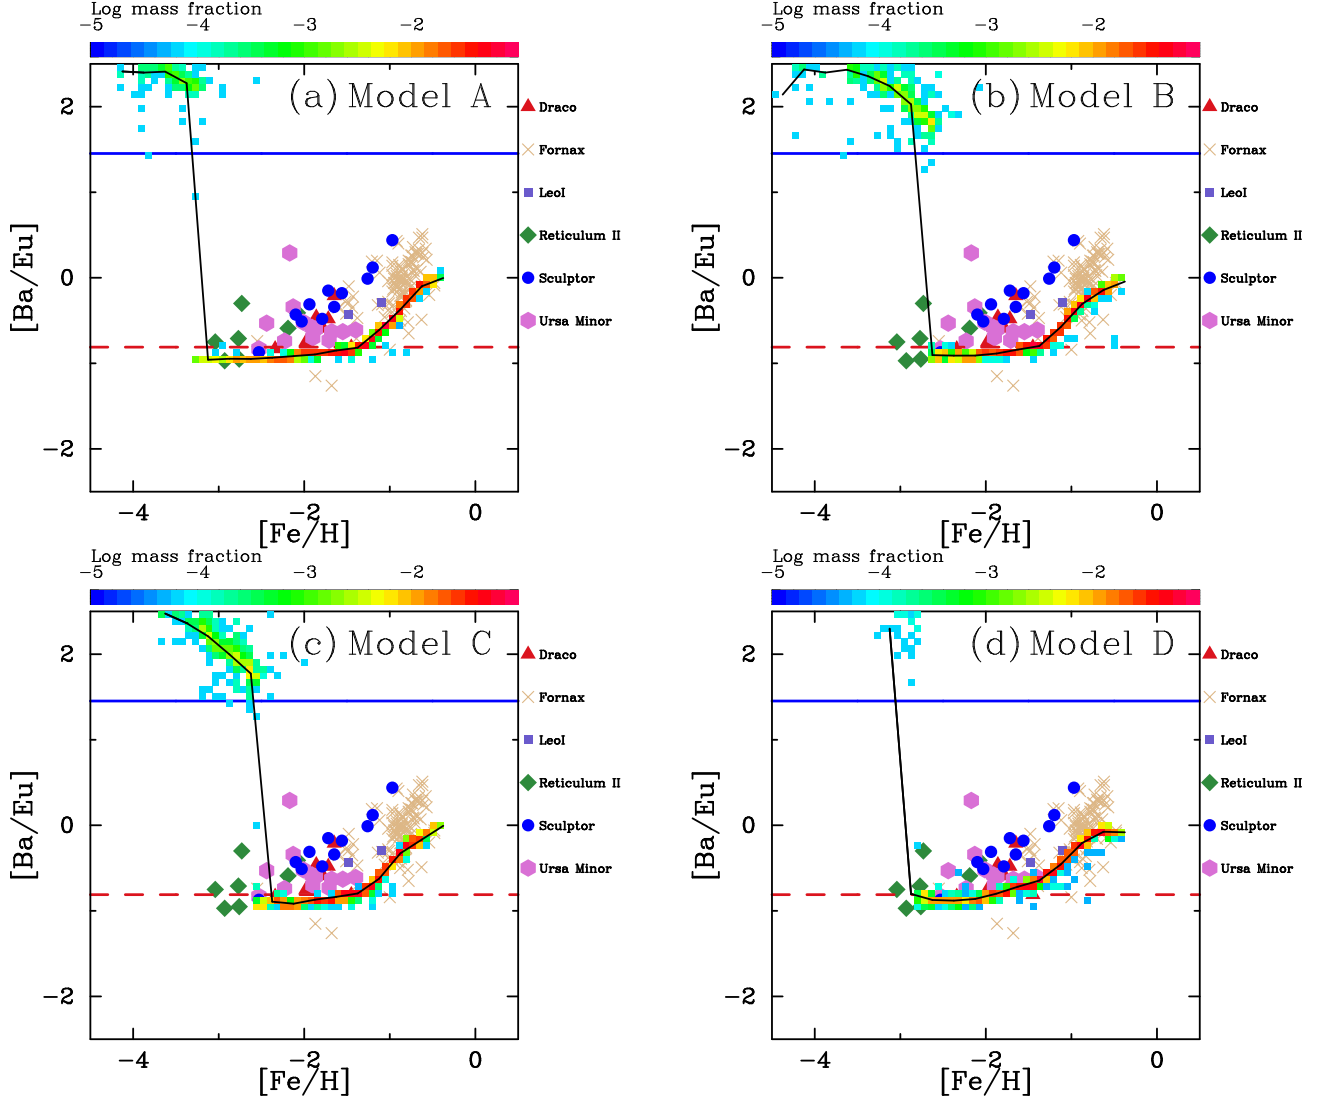 Log mass fraction
-5 -4 -3 -2
(a) Model A
[Ba/Eu]
2
0
-2
-4 -2 0
[Fe/H]
Draco
Fornax
LeoI
Reticulum II
Sculptor
Ursa Minor
Log mass fraction
-5 -4 -3 -2
(b) Model B
[Ba/Eu]
2
0
-2
-4 -2 0
[Fe/H]
Draco
Fornax
LeoI
Reticulum II
Sculptor
Ursa Minor
Log mass fraction
-5 -4 -3 -2
(c) Model C
[Ba/Eu]
2
0
-2
-4 -2 0
[Fe/H]
Draco
Fornax
LeoI
Reticulum II
Sculptor
Ursa Minor
Log mass fraction
-5 -4 -3 -2
(d) Model D
[Ba/Eu]
2
0
-2
-4 -2 0
[Fe/H]
Draco
Fornax
LeoI
Reticulum II
Sculptor
Ursa Minor